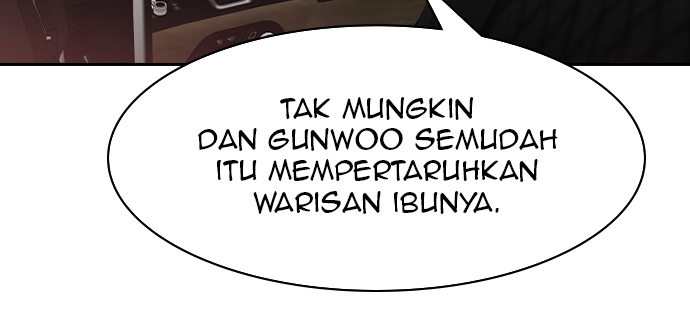 TAK MUNGKIN
DAN GUNWOO SEMUDAH
ITU MEMPERTARUHKAN
WARISAN IBUNYA.